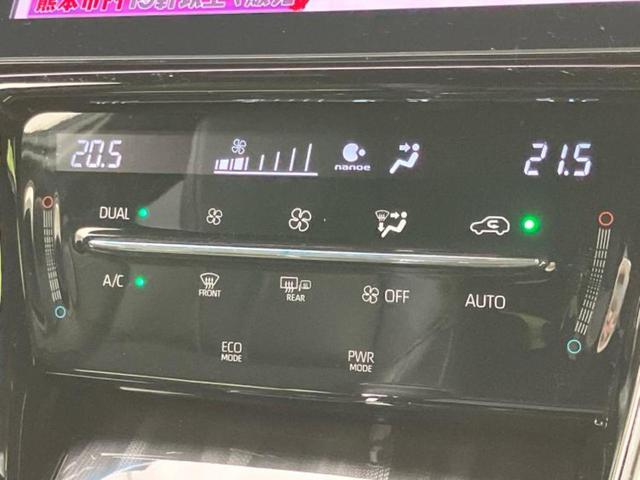 20.5
nanoe
21.5
DUAL
A/C
FRONT
REAR
OFF
AUTO
ECO
MODE
PWR
MODE